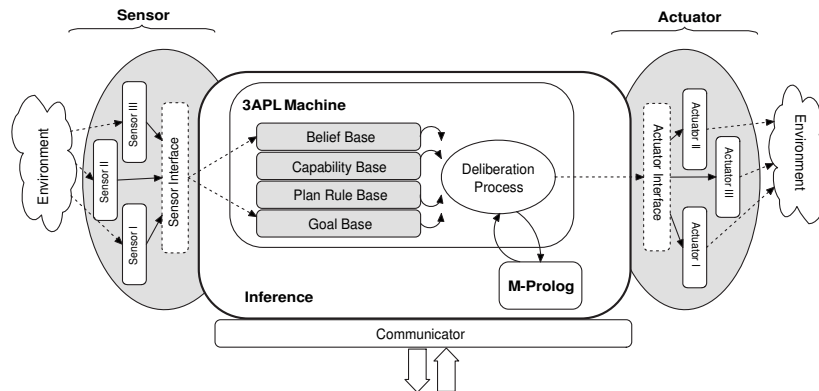 Sensor
Actuator
3APL Machine
Environment
Sensor III
Sensor II
Sensor I
Sensor Interface
Belief Base
Capability Base
Plan Rule Base
Goal Base
Deliberation
Process
Actuator Interface
Actuator II
Actuator III
Actuator I
Environment
M-Prolog
Inference
Communicator